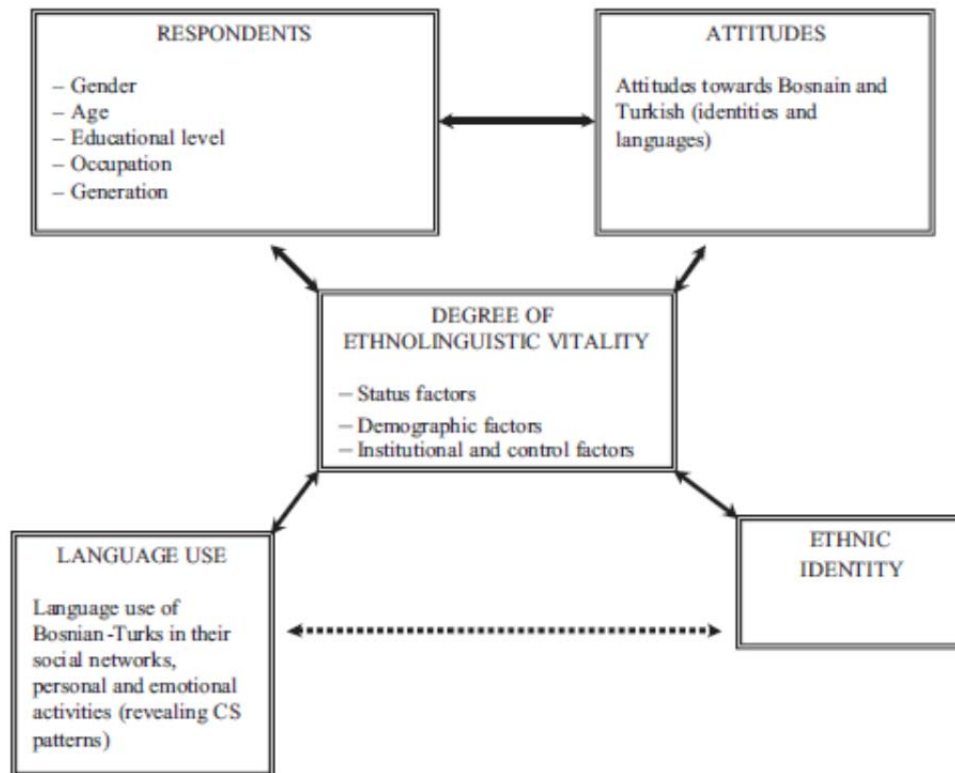 RESPONDENTS
– Gender
– Age
– Educational level
– Occupation
– Generation
ATTITUDES
Attitudes towards Bosnain and
Turkish (identities and
languages)
DEGREE OF
ETHNOLINGUISTIC VITALITY
– Status factors
– Demographic factors
– Institutional and control factors
LANGUAGE USE
Language use of
Bosnian -Turks in their
social networks,
personal and emotional
activities (revealing CS
patterns)
ETHNIC
IDENTITY